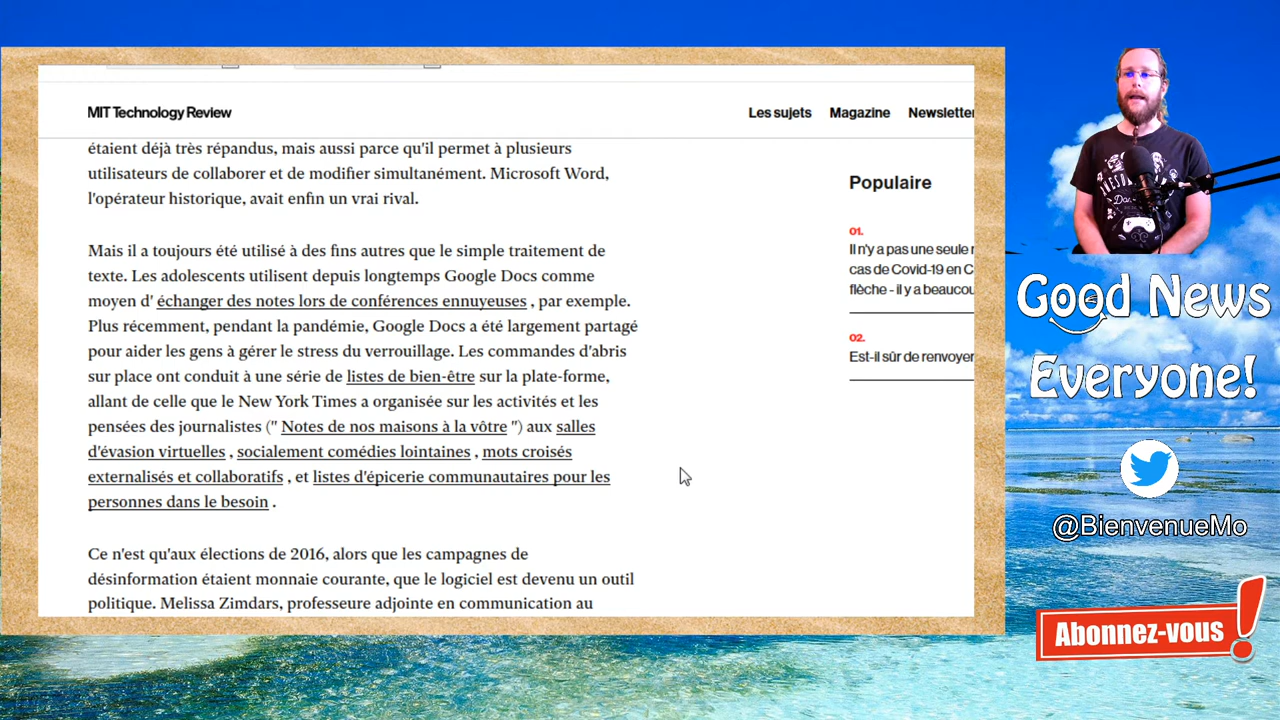 MIT Technology Review
Les sujets Magazine Newsletter
étaient déjà très répandus, mais aussi parce qu'il permet à plusieurs
utilisateurs de collaborer et de modifier simultanément. Microsoft Word,
l'opérateur historique, avait enfin un vrai rival.
Mais il a toujours été utilisé à des fins autres que le simple traitement de
texte. Les adolescents utilisent depuis longtemps Google Docs comme
moyen d' échanger des notes lors de conférences ennuyeuses , par exemple.
Plus récemment, pendant la pandémie, Google Docs a été largement partagé
pour aider les gens à gérer le stress du verrouillage. Les commandes d'abris
sur place ont conduit à une série de listes de bien-être sur la plate-forme,
allant de celle que le New York Times a organisée sur les activités et les
pensées des journalistes (" Notes de nos maisons à la vôtre ") aux salles
d'évasion virtuelles , socialement comédies lointaines , mots croisés
externalisés et collaboratifs , et listes d'épicerie communautaires pour les
personnes dans le besoin .
Ce n'est qu'aux élections de 2016, alors que les campagnes de
désinformation étaient monnaie courante, que le logiciel est devenu un outil
politique. Melissa Zimdars, professeure adjointe en communication au
Populaire
01.
Il n'y a pas une seule
cas de Covid-19 en C
flèche - il y a beaucou
02.
Est-il sûr de renvoyer
AWESOME
Good News
Everyone!
@BienvenueMo
Abonnez-vous !